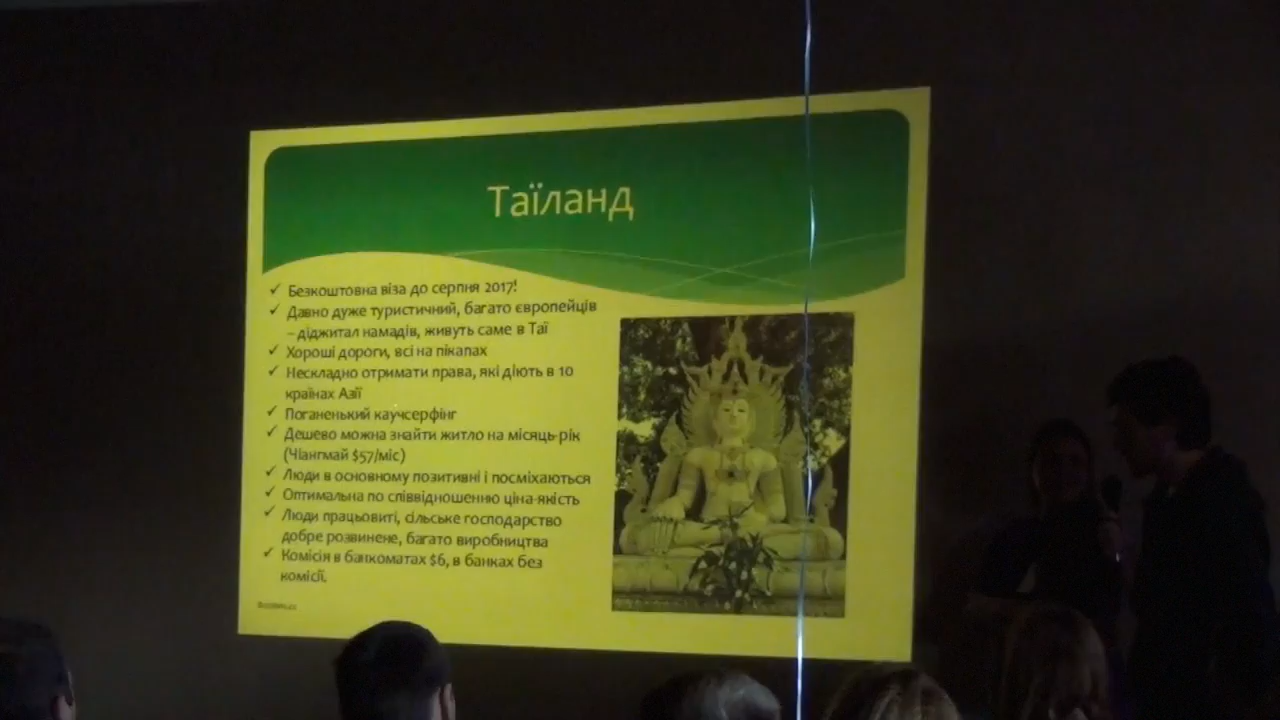 Таїланд
✓ Безкоштовна віза до серпня 2017!
✓ Давно дуже туристичний, багато європейців
– діджитал намадів, живуть саме в Таї
✓ Хороші дороги, всі на пікапах
✓ Нескладно отримати права, які діють в 10
країнах Азії
✓ Поганенький каучсерфінг
✓ Дешево можна знайти житло на місяць-рік
(Чіангмай $57/міс)
✓ Люди в основному позитивні і посміхаються
✓ Оптимальна по співвідношенню ціна-якість
✓ Люди працьовиті, сільське господарство
добре розвинене, багато виробництва
✓ Комісія в банкоматах $6, в банках без
комісії.